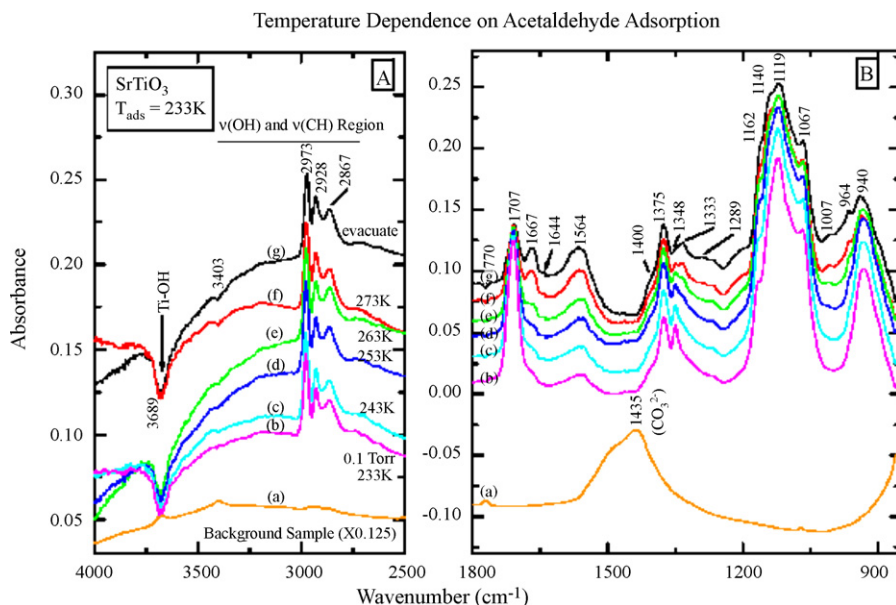 Temperature Dependence on Acetaldehyde Adsorption
A
SrTiO3
Tads = 233K
ν(OH) and ν(CH) Region
2973
2928
2867
evacuate
3403
Ti-OH
3689
(g)
(f)
(e)
(d)
(c)
(b)
(a)
273K
263K
253K
243K
0.1 Torr
233K
Background Sample (X0.125)
0.30
0.25
0.20
0.15
0.10
0.05
4000 3500 3000 2500
Absorbance
B
1770
1707
1667
1644
1564
1400
1375
1348
1333
1289
1162
1140
1119
1067
1007
964
940
(g)
(f)
(e)
(d)
(c)
(b)
1435
(CO3 2-)
(a)
0.25
0.20
0.15
0.10
0.05
0.00
-0.05
-0.10
1800 1500 1200 900
Wavenumber (cm-1)